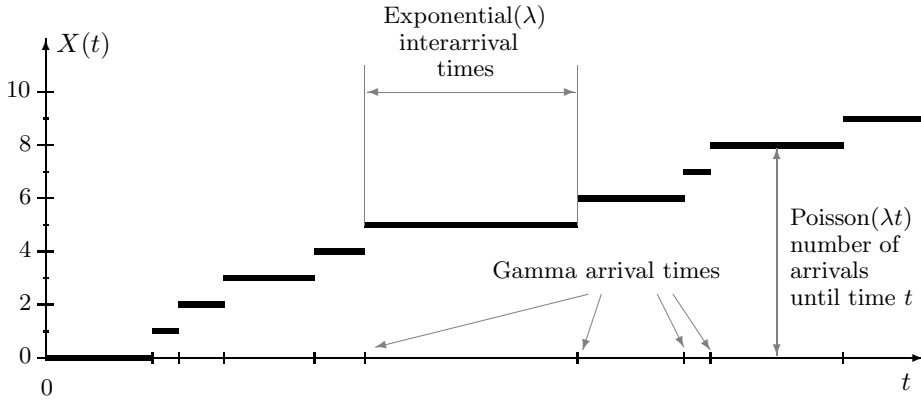 Exponential(λ)
interarrival
times
X(t)
10
8
6
4
2
0
Poisson(λt)
number of
arrivals
until time t
Gamma arrival times
0
t